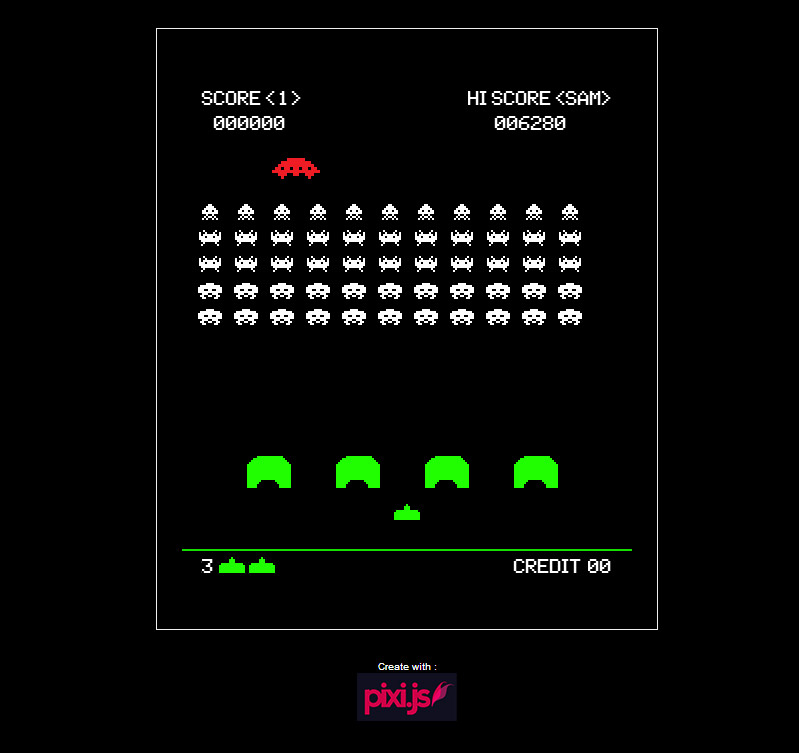 SCORE <1> HI SCORE <SAM>
000000 006280
3 CREDIT 00
Create with :
pixi.js